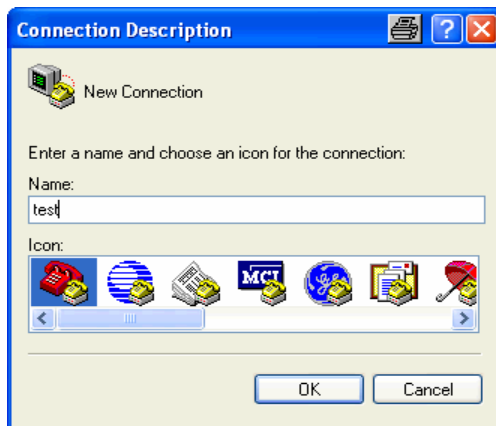 Connection Description
New Connection
Enter a name and choose an icon for the connection:
Name:
test
Icon:
MCI
OK
Cancel